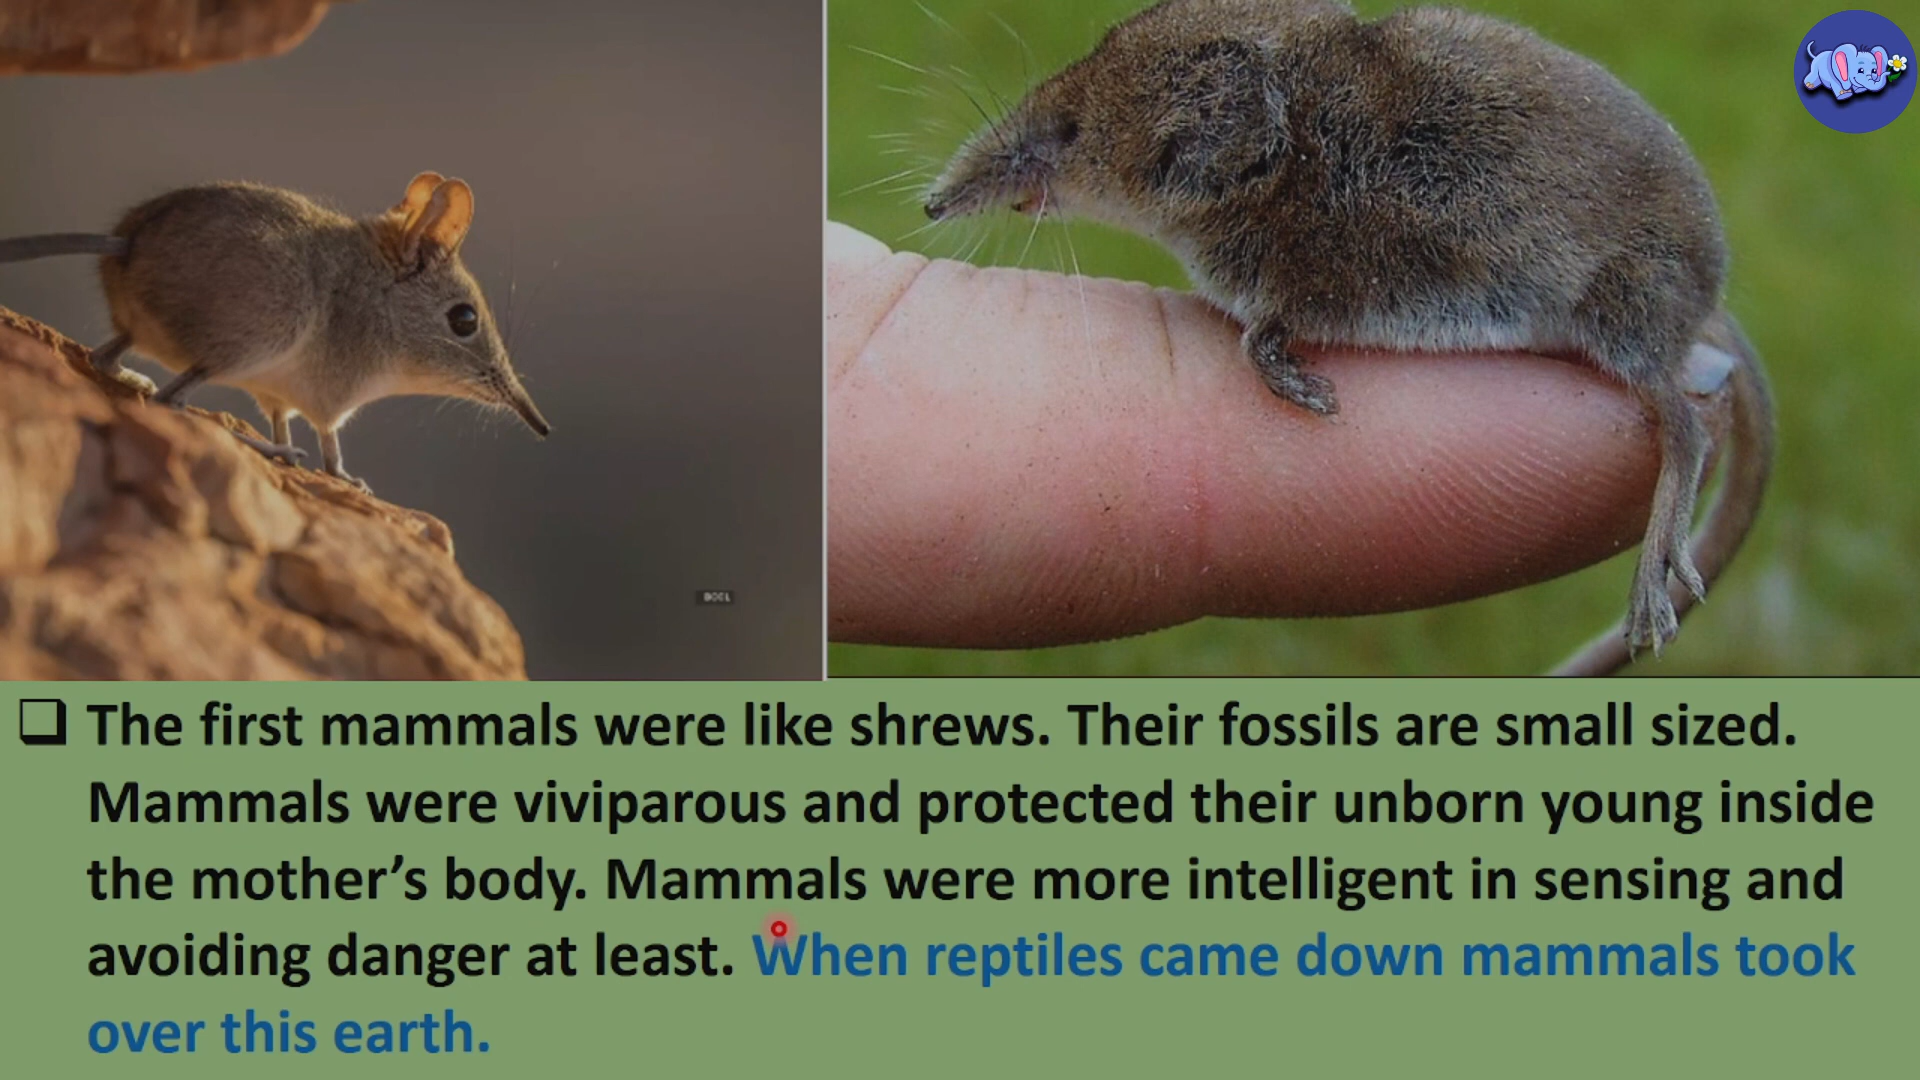 The first mammals were like shrews. Their fossils are small sized.
Mammals were viviparous and protected their unborn young inside
the mother’s body. Mammals were more intelligent in sensing and
avoiding danger at least. When reptiles came down mammals took
over this earth.